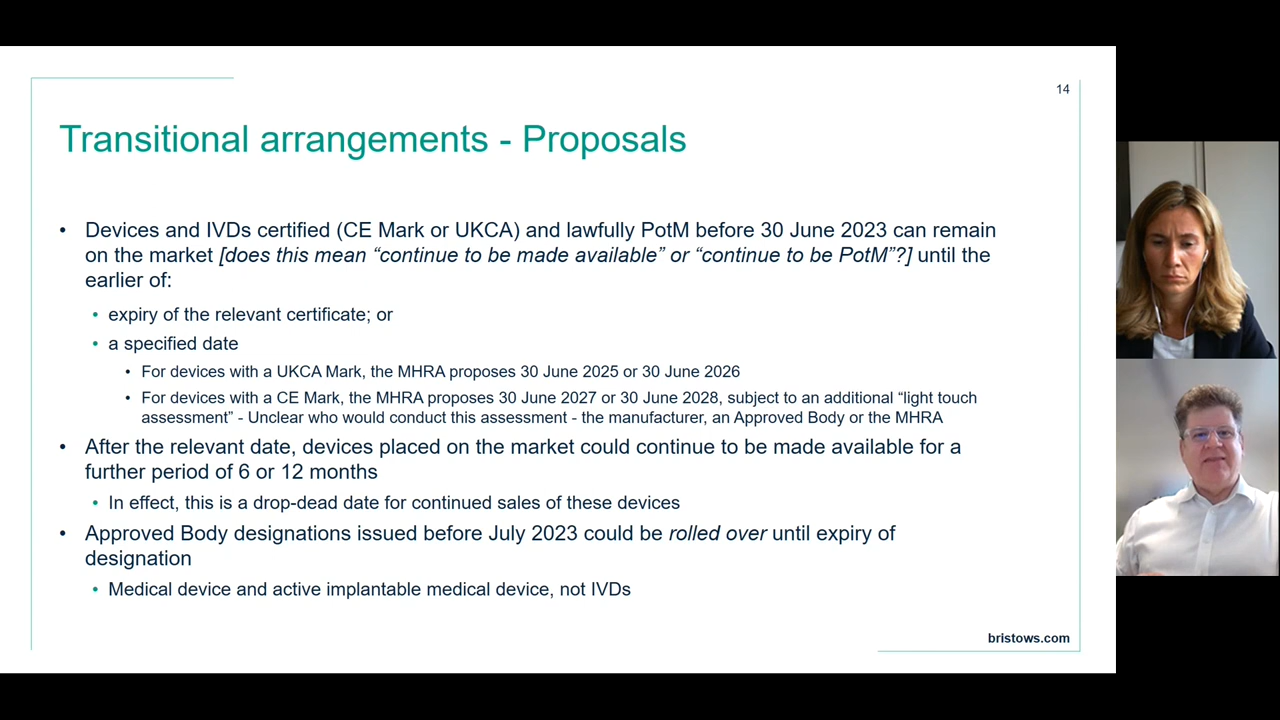 14
Transitional arrangements - Proposals
• Devices and IVDs certified (CE Mark or UKCA) and lawfully PotM before 30 June 2023 can remain
on the market [does this mean “continue to be made available” or “continue to be PotM”?] until the
earlier of:
• expiry of the relevant certificate; or
• a specified date
• For devices with a UKCA Mark, the MHRA proposes 30 June 2025 or 30 June 2026
• For devices with a CE Mark, the MHRA proposes 30 June 2027 or 30 June 2028, subject to an additional “light touch
assessment” - Unclear who would conduct this assessment - the manufacturer, an Approved Body or the MHRA
• After the relevant date, devices placed on the market could continue to be made available for a
further period of 6 or 12 months
• In effect, this is a drop-dead date for continued sales of these devices
• Approved Body designations issued before July 2023 could be rolled over until expiry of
designation
• Medical device and active implantable medical device, not IVDs
bristows.com